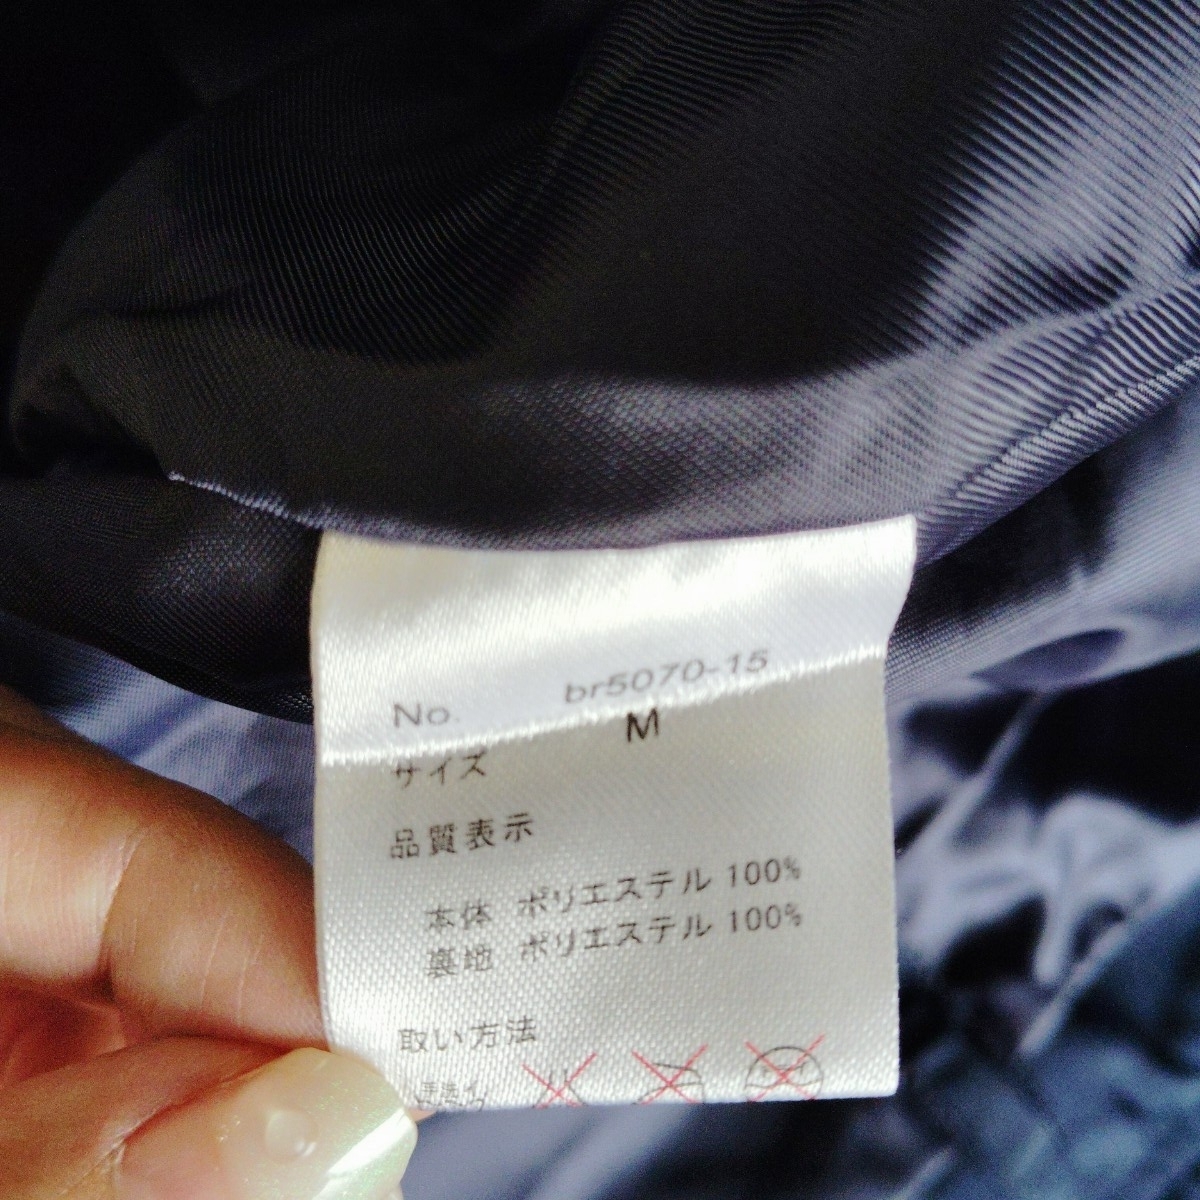 No. br5070-15
サイズ M
品質表示
本体 ポリエステル 100%
裏地 ポリエステル 100%
取い方法